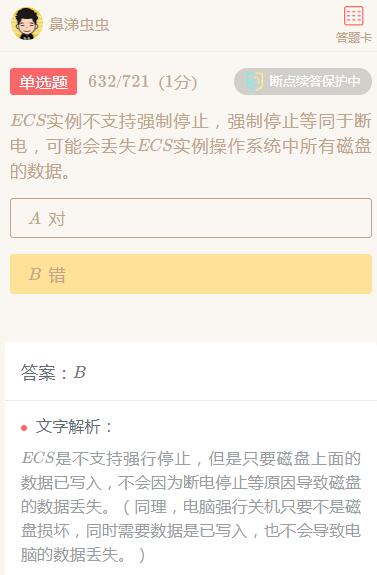 鼻涕虫虫
答题卡
单选题 632/721 (1分) 断点续答保护中
ECS实例不支持强制停止，强制停止等同于断
电，可能会丢失ECS实例操作系统中所有磁盘
的数据。
A 对
B 错
答案：B
文字解析：
ECS是不支持强行停止，但是只要磁盘上面的
数据已写入，不会因为断电停止等原因导致磁盘
的数据丢失。（同理，电脑强行关机只要不是磁
盘损坏，同时需要数据是已写入，也不会导致电
脑的数据丢失。）